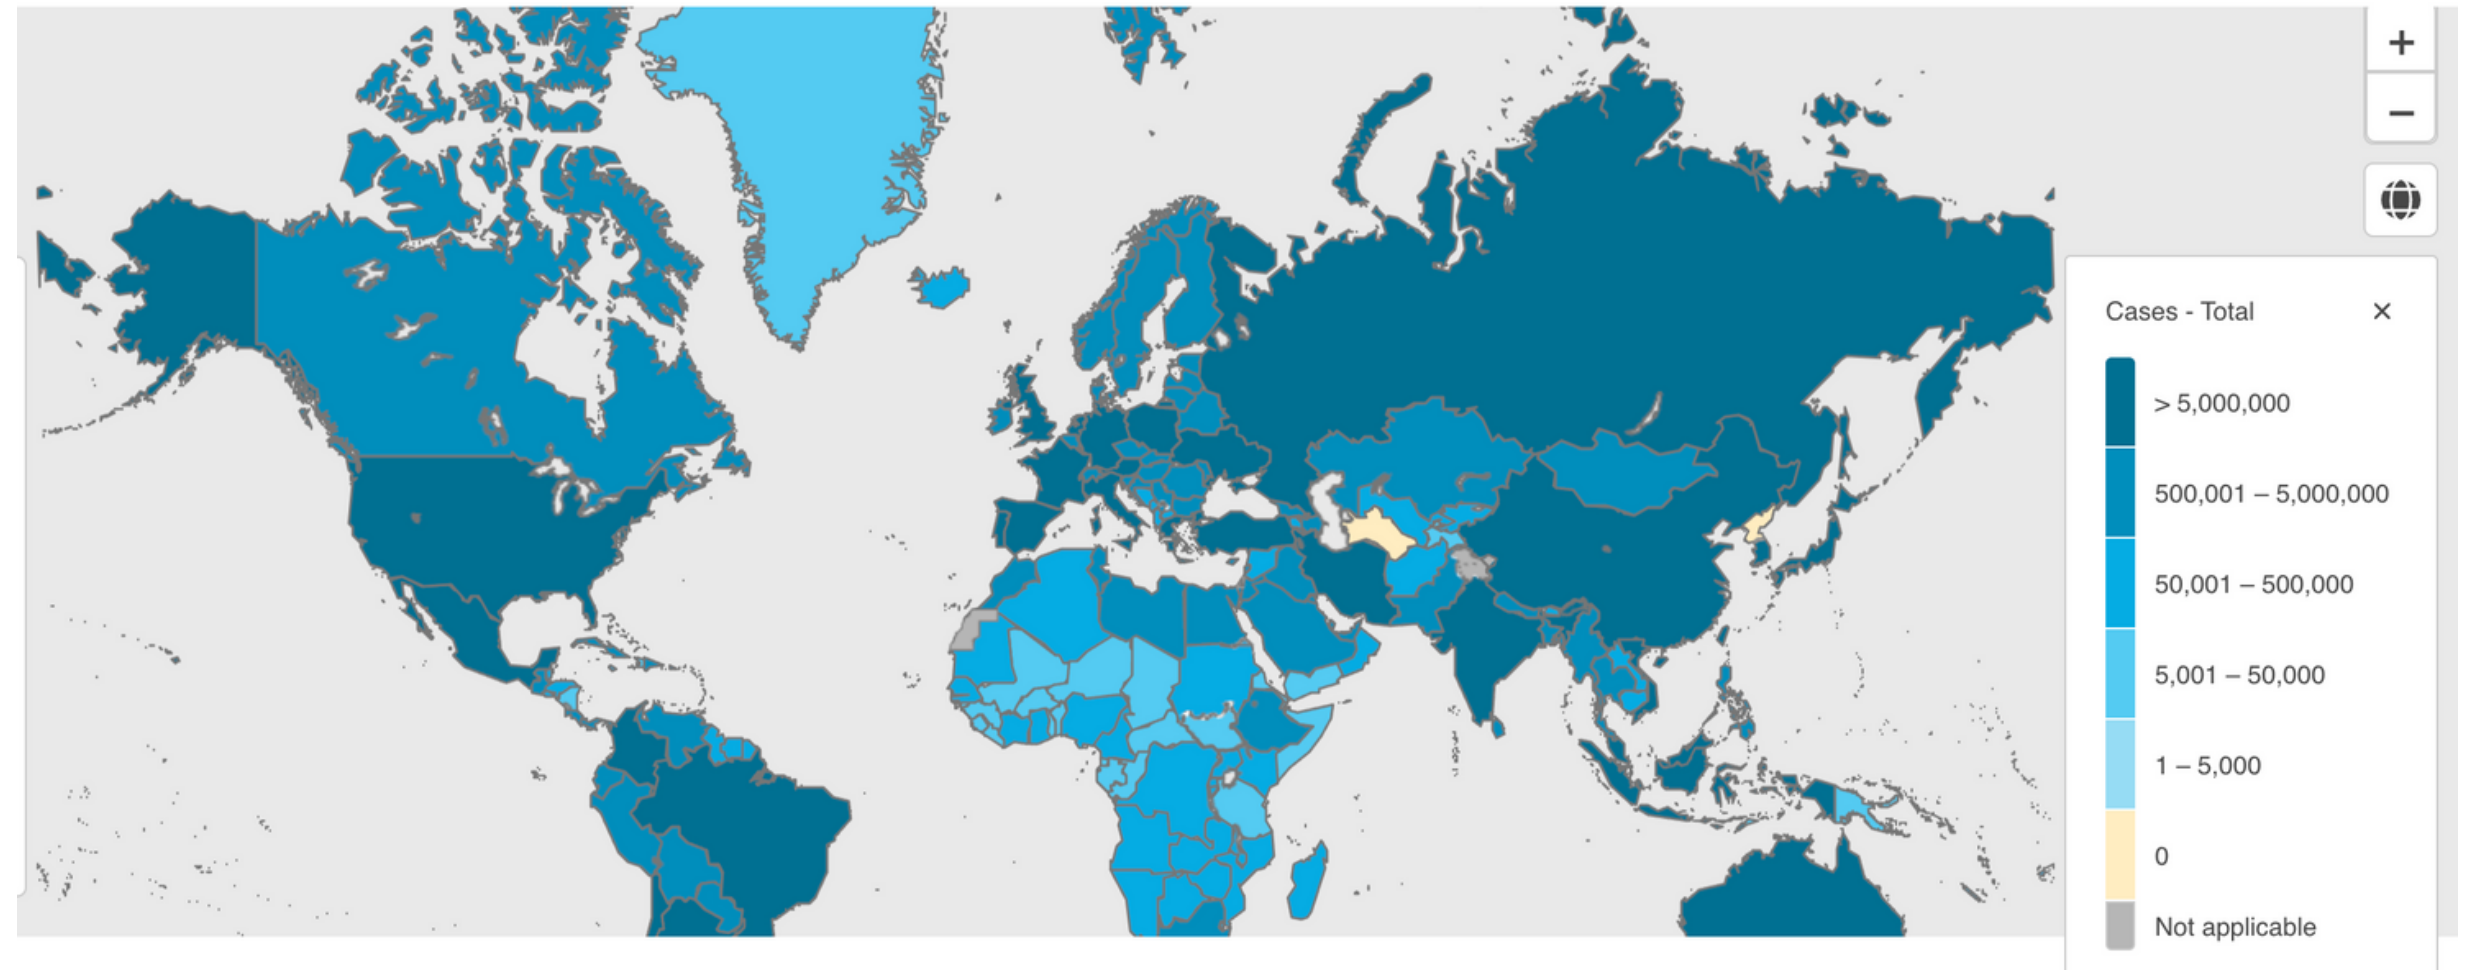 +
−
Cases - Total ×
> 5,000,000
500,001 – 5,000,000
50,001 – 500,000
5,001 – 50,000
1 – 5,000
0
Not applicable